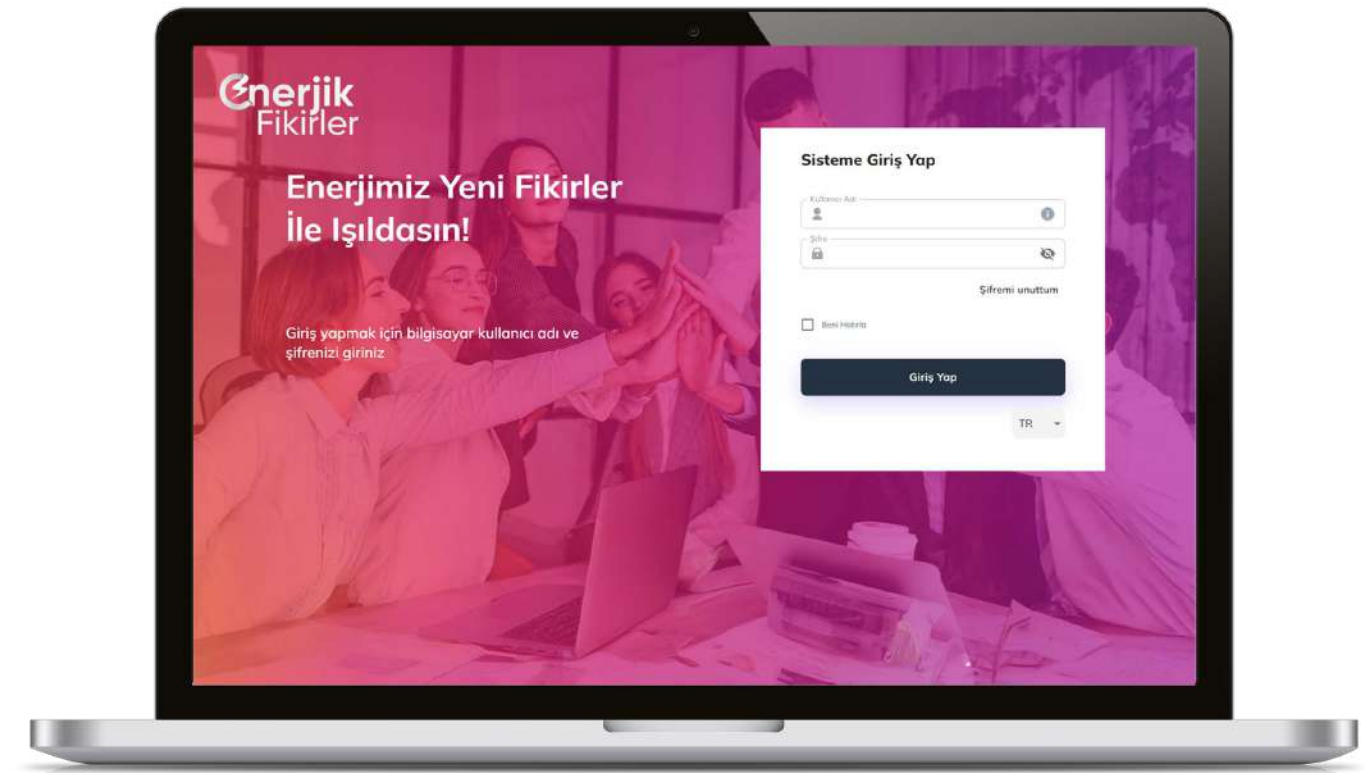 Enerjik
Fikirler
Enerjimiz Yeni Fikirler
İle Işıldasın!
Giriş yapmak için bilgisayar kullanıcı adı ve
şifrenizi giriniz
Sisteme Giriş Yap
Kullanıcı Adı
Şifre
Şifremi unuttum
Beni Hatırla
Giriş Yap
TR